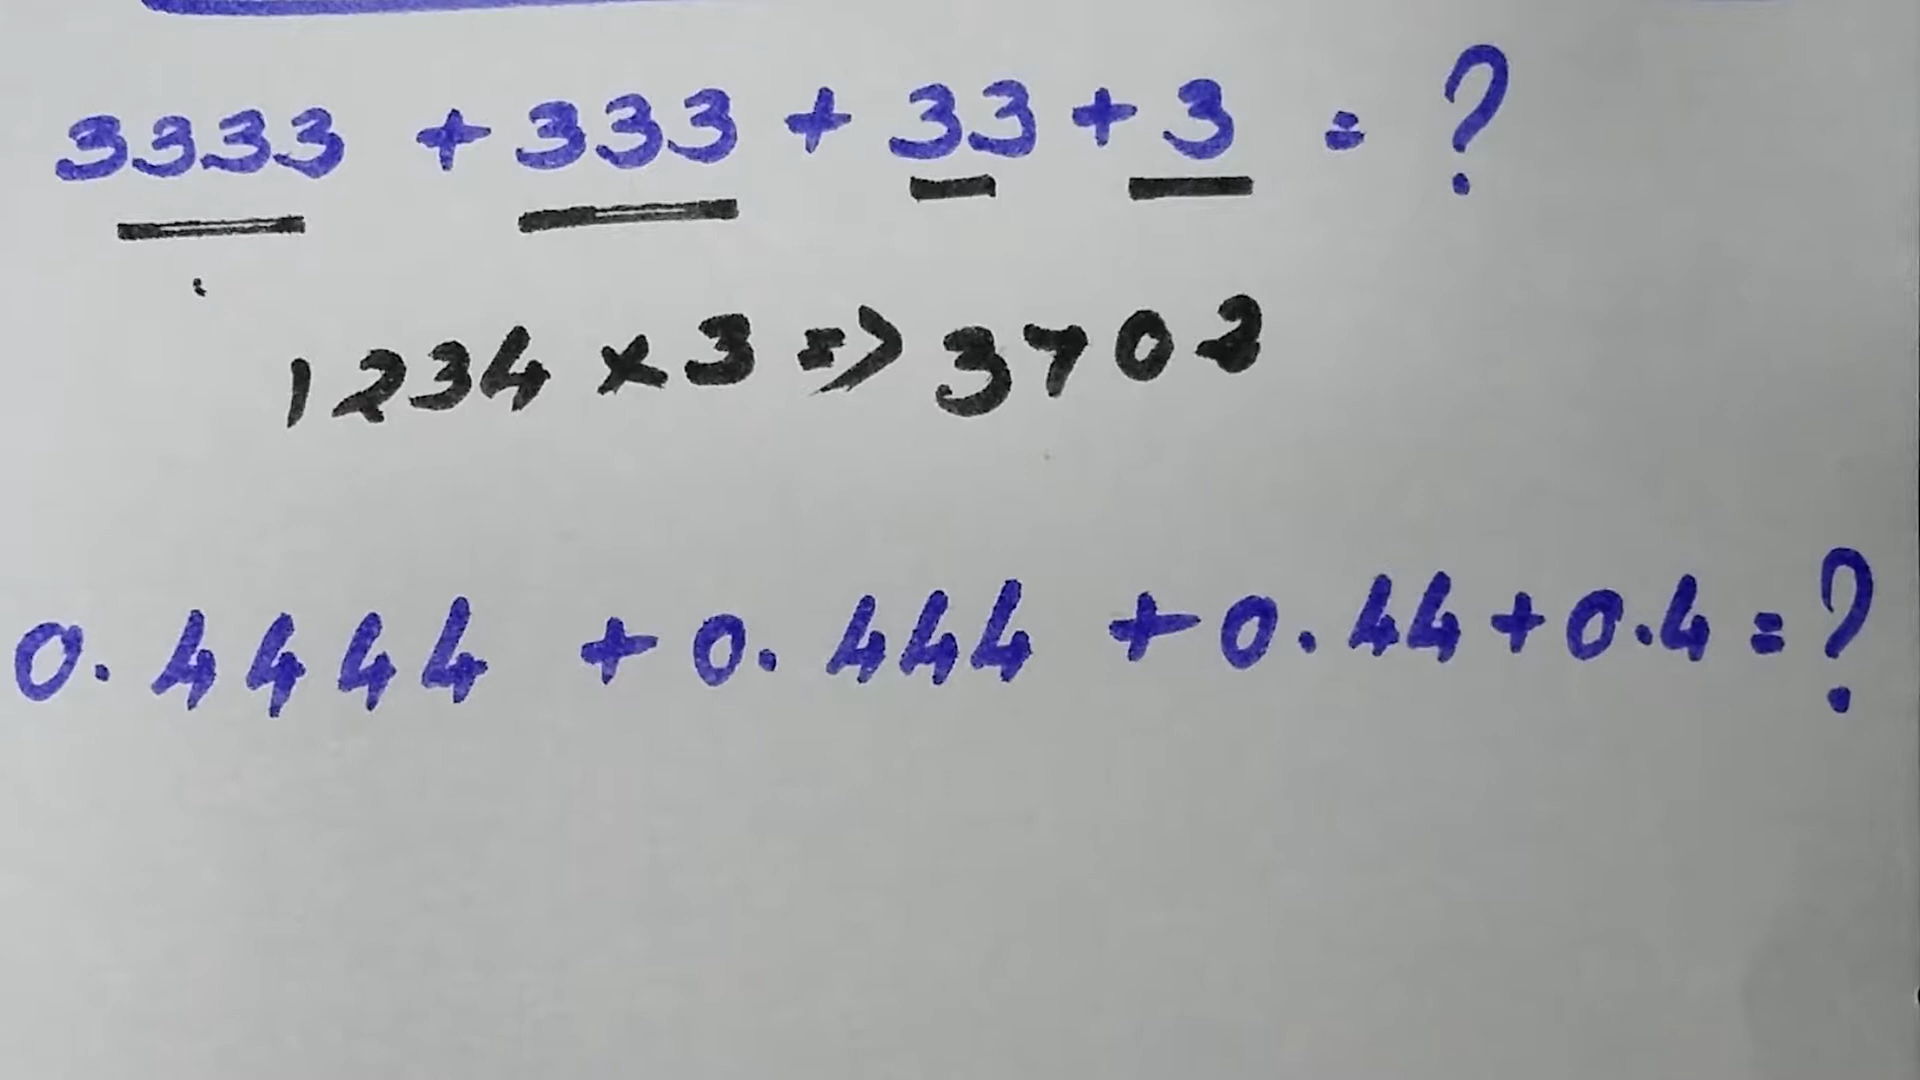 3333 + 333 + 33 + 3 = ?
1234 × 3 => 3702
0.4444 + 0.444 + 0.44 + 0.4 = ?